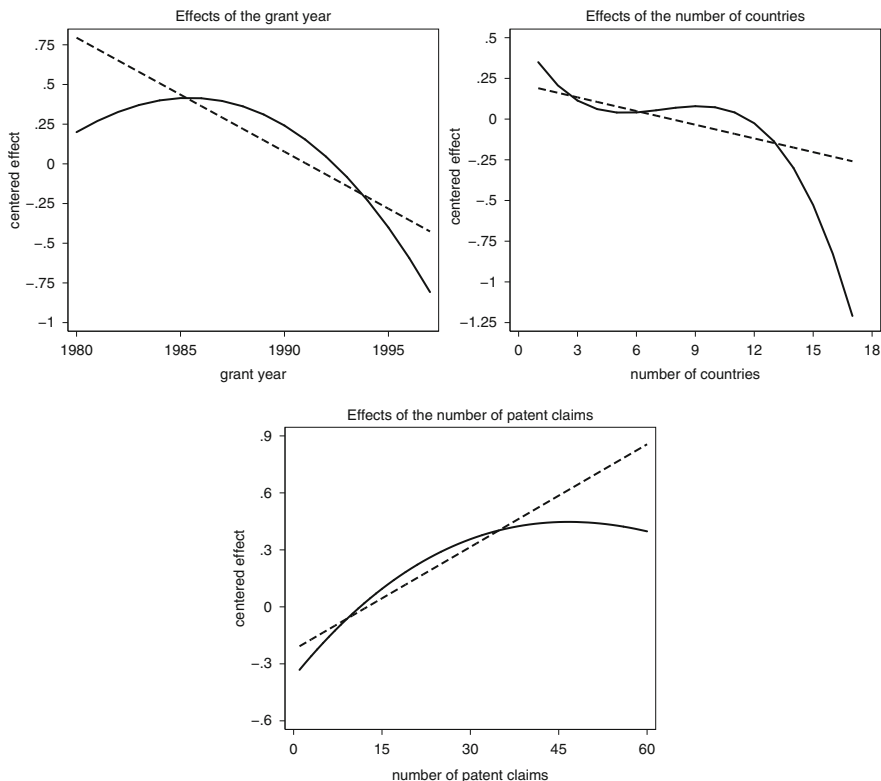 Effects of the grant year
.75
.5
.25
0
−.25
−.5
−.75
−1
centered effect
1980 1985 1990 1995
grant year
Effects of the number of countries
.5
.25
0
−.25
−.5
−.75
−1
−1.25
centered effect
0 3 6 9 12 15 18
number of countries
Effects of the number of patent claims
.9
.6
.3
0
−.3
−.6
centered effect
0 15 30 45 60
number of patent claims